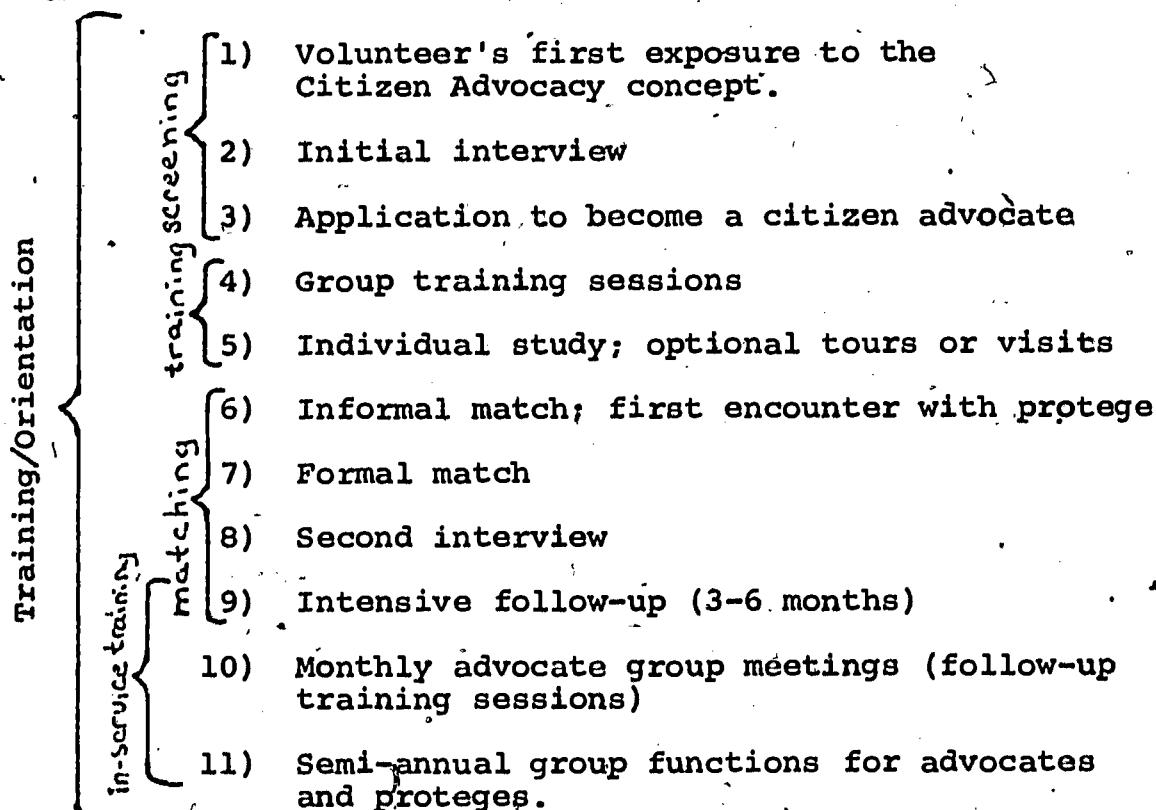 Training/Orientation
screening
1) Volunteer's first exposure to the
Citizen Advocacy concept.
2) Initial interview
3) Application to become a citizen advocate
training
4) Group training sessions
5) Individual study; optional tours or visits
matching
6) Informal match; first encounter with protege
7) Formal match
8) Second interview
9) Intensive follow-up (3-6 months)
in-service training
10) Monthly advocate group meetings (follow-up
training sessions)
11) Semi-annual group functions for advocates
and proteges.